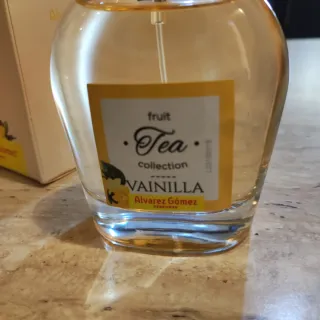 fruit
· Tea ·
collection
VAINILLA
Alvarez Gómez